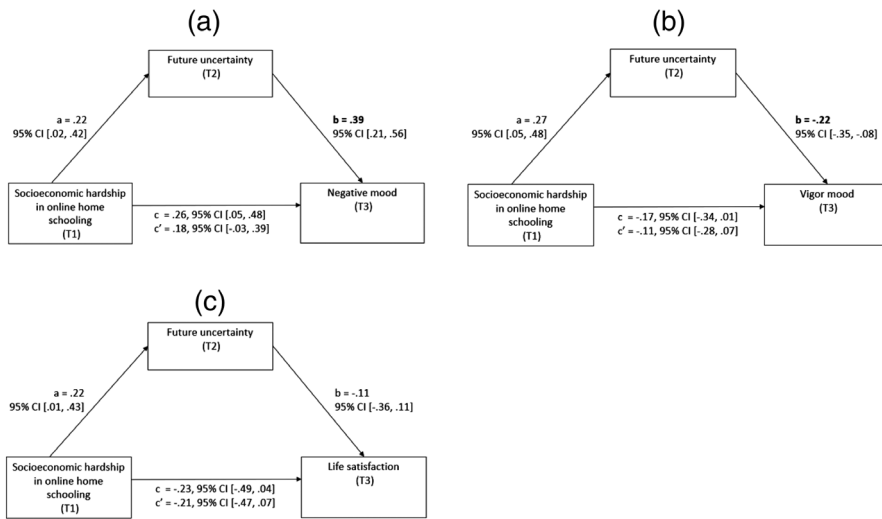 (a)
Future uncertainty
(T2)
a = .22
95% CI [.02, .42]
b = .39
95% CI [.21, .56]
Socioeconomic hardship
in online home
schooling
(T1)
c = .26, 95% CI [.05, .48]
c’ = .18, 95% CI [-.03, .39]
Negative mood
(T3)
(b)
Future uncertainty
(T2)
a = .27
95% CI [.05, .48]
b = -.22
95% CI [-.35, -.08]
Socioeconomic hardship
in online home
schooling
(T1)
c = -.17, 95% CI [-.34, .01]
c’ = -.11, 95% CI [-.28, .07]
Vigor mood
(T3)
(c)
Future uncertainty
(T2)
a = .22
95% CI [.01, .43]
b = -.11
95% CI [-.36, .11]
Socioeconomic hardship
in online home
schooling
(T1)
c = -.23, 95% CI [-.49, .04]
c’ = -.21, 95% CI [-.47, .07]
Life satisfaction
(T3)